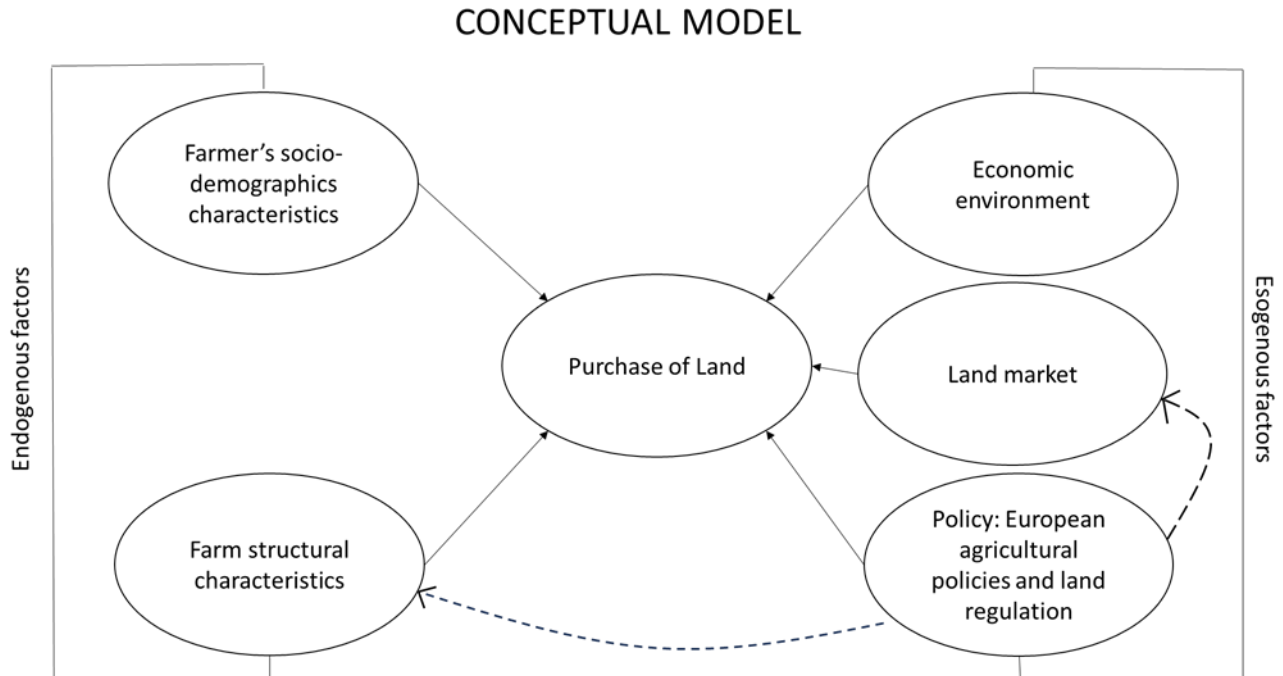 CONCEPTUAL MODEL
Endogenous factors
Farmer's socio-
demographics
characteristics
Farm structural
characteristics
Purchase of Land
Economic
environment
Land market
Policy: European
agricultural
policies and land
regulation
Esogenous factors